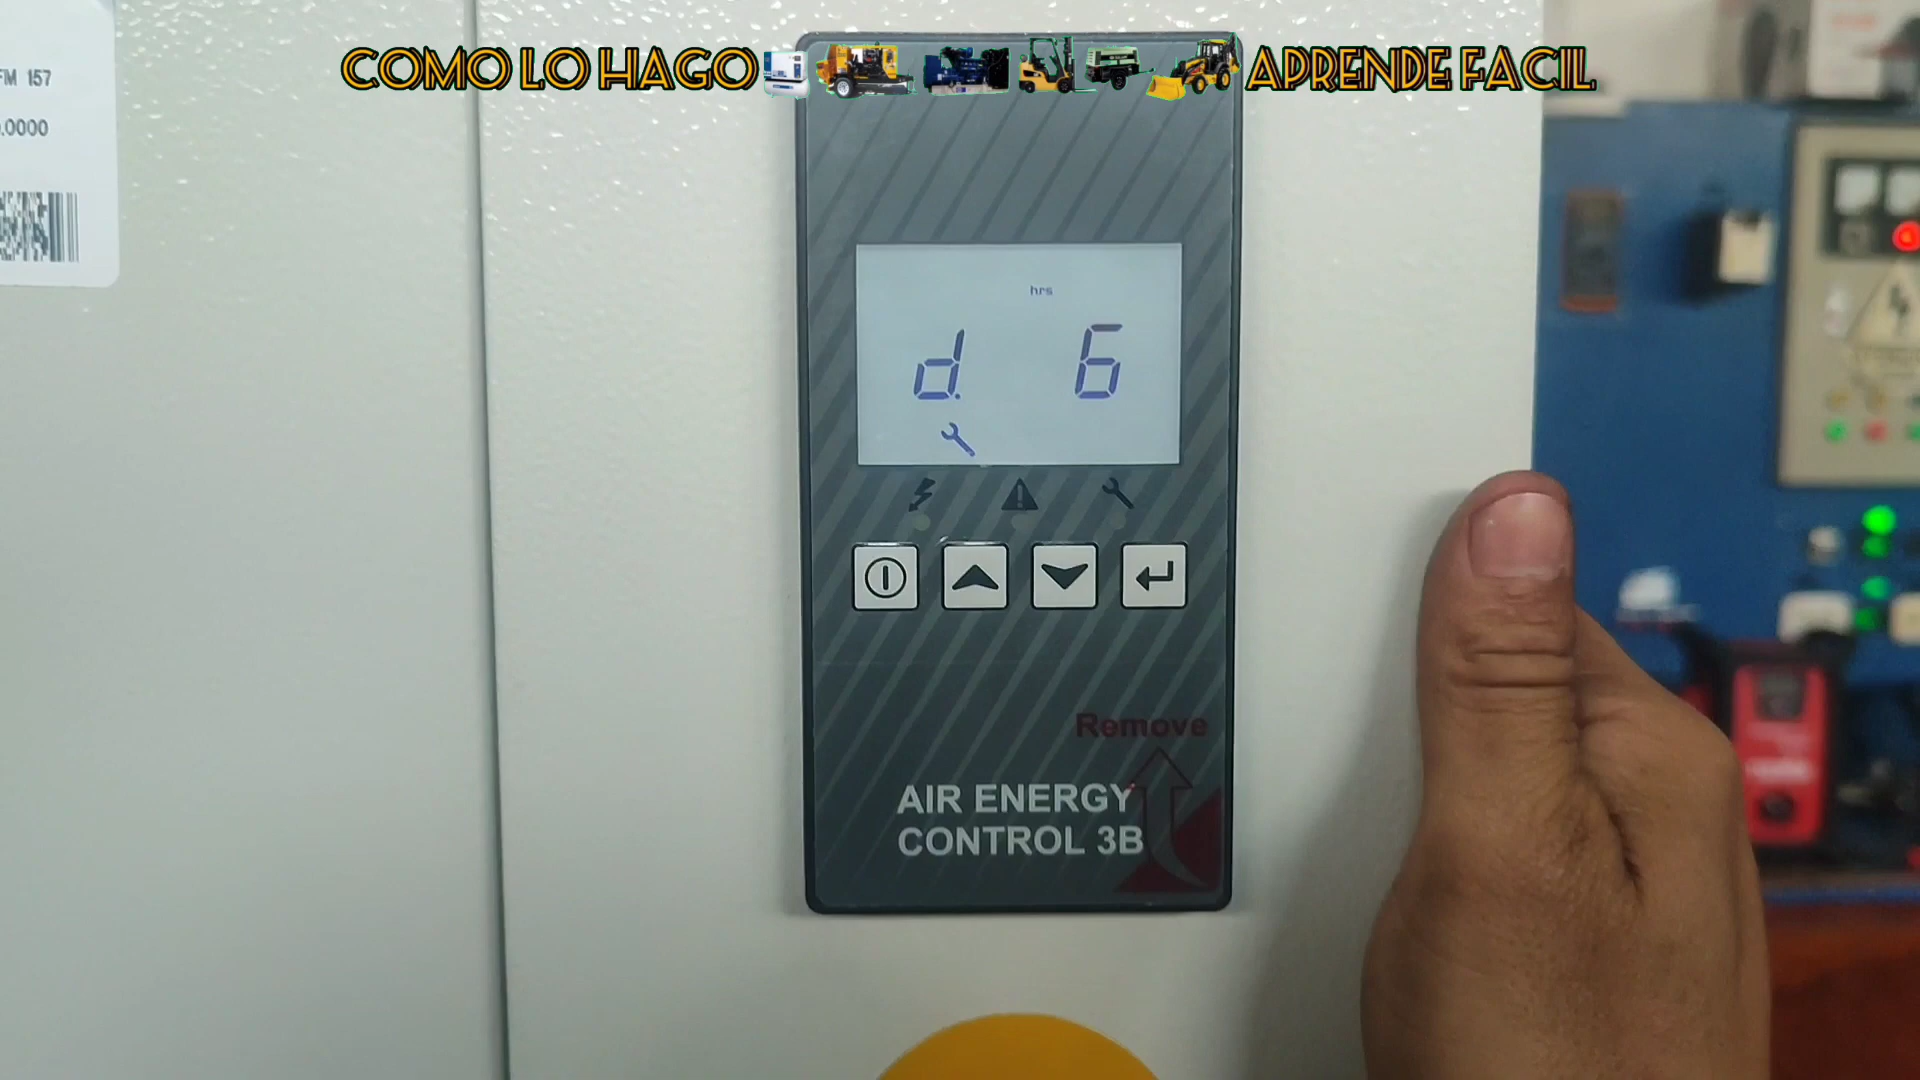 COMO LO HAGO APRENDE FACIL
FM 157
.0000
hrs
d. 6
Remove
AIR ENERGY
CONTROL 3B